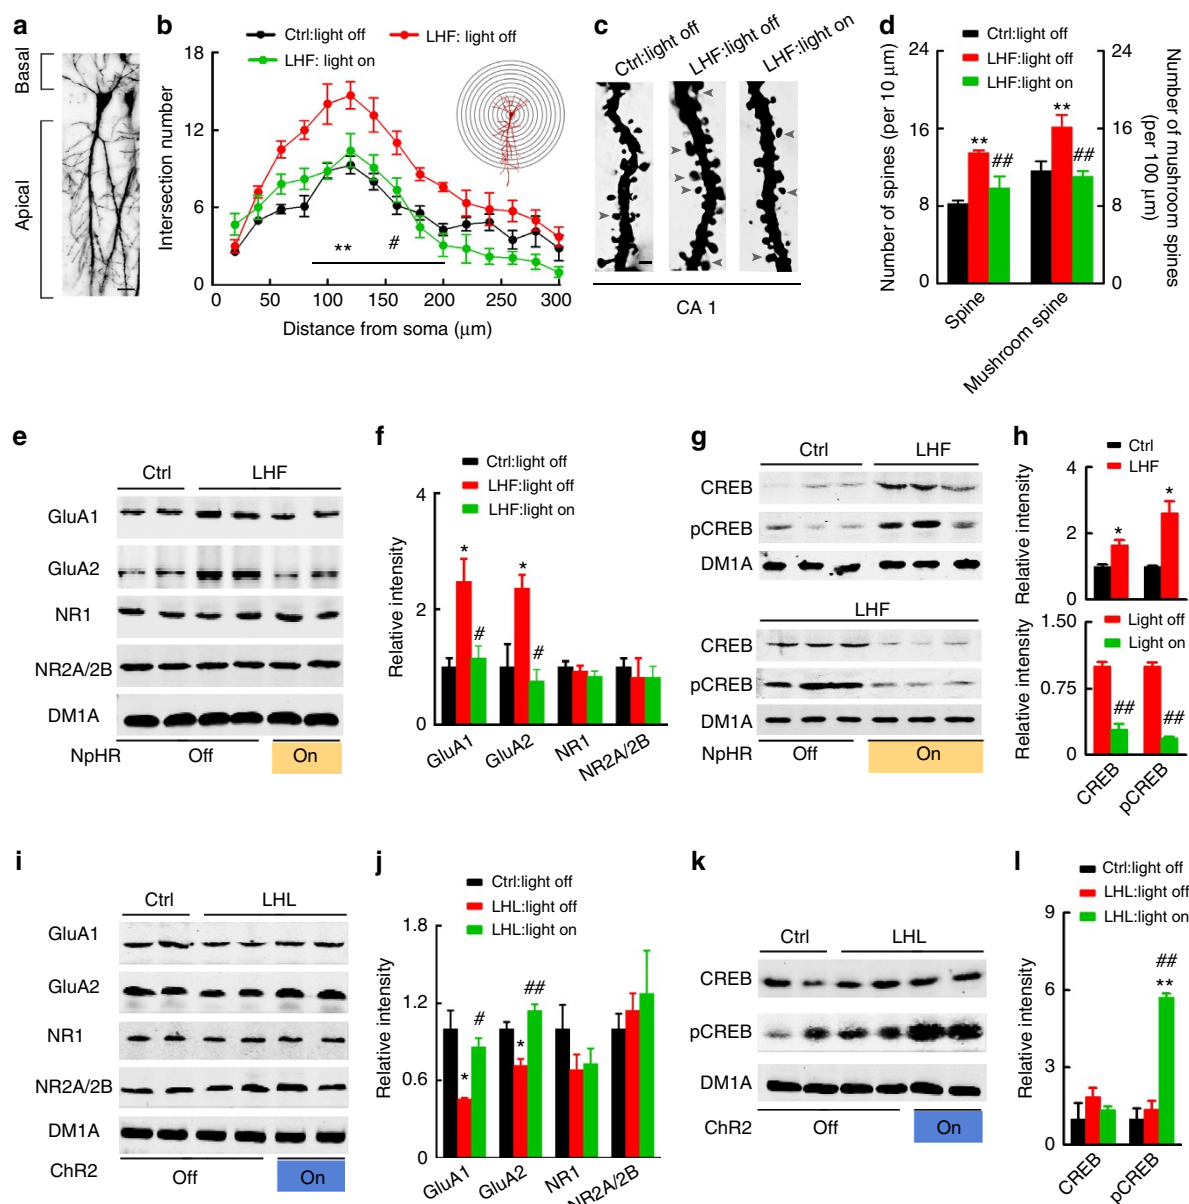 a
Basal
Apical
b
Ctrl:light off
LHF: light off
LHF: light on
Intersection number
18
12
6
0
0
50
100
150
200
250
300
**
#
Distance from soma (μm)
c
Ctrl:light off
LHF:light off
LHF:light on
CA 1
d
Ctrl:light off
LHF:light off
LHF:light on
Number of spines (per 10 μm)
24
16
8
0
**
##
**
##
24
16
8
0
Number of mushroom spines
(per 100 μm)
Spine
Mushroom spine
e
Ctrl
LHF
GluA1
GluA2
NR1
NR2A/2B
DM1A
NpHR
Off
On
f
Ctrl:light off
LHF:light off
LHF:light on
Relative intensity
4
2
0
*
#
*
#
GluA1
GluA2
NR1
NR2A/2B
g
Ctrl
LHF
CREB
pCREB
DM1A
LHF
CREB
pCREB
DM1A
NpHR
Off
On
h
Ctrl
LHF
Relative intensity
4
2
0
*
*
Light off
Light on
Relative intensity
1.50
0.75
0
##
##
CREB
pCREB
i
Ctrl
LHL
GluA1
GluA2
NR1
NR2A/2B
DM1A
ChR2
Off
On
j
Ctrl:light off
LHL:light off
LHL:light on
Relative intensity
1.8
1.2
0.6
0
*
#
*
##
GluA1
GluA2
NR1
NR2A/2B
k
Ctrl
LHL
CREB
pCREB
DM1A
ChR2
Off
On
l
Ctrl:light off
LHL:light off
LHL:light on
Relative intensity
9
6
3
0
##
**
CREB
pCREB